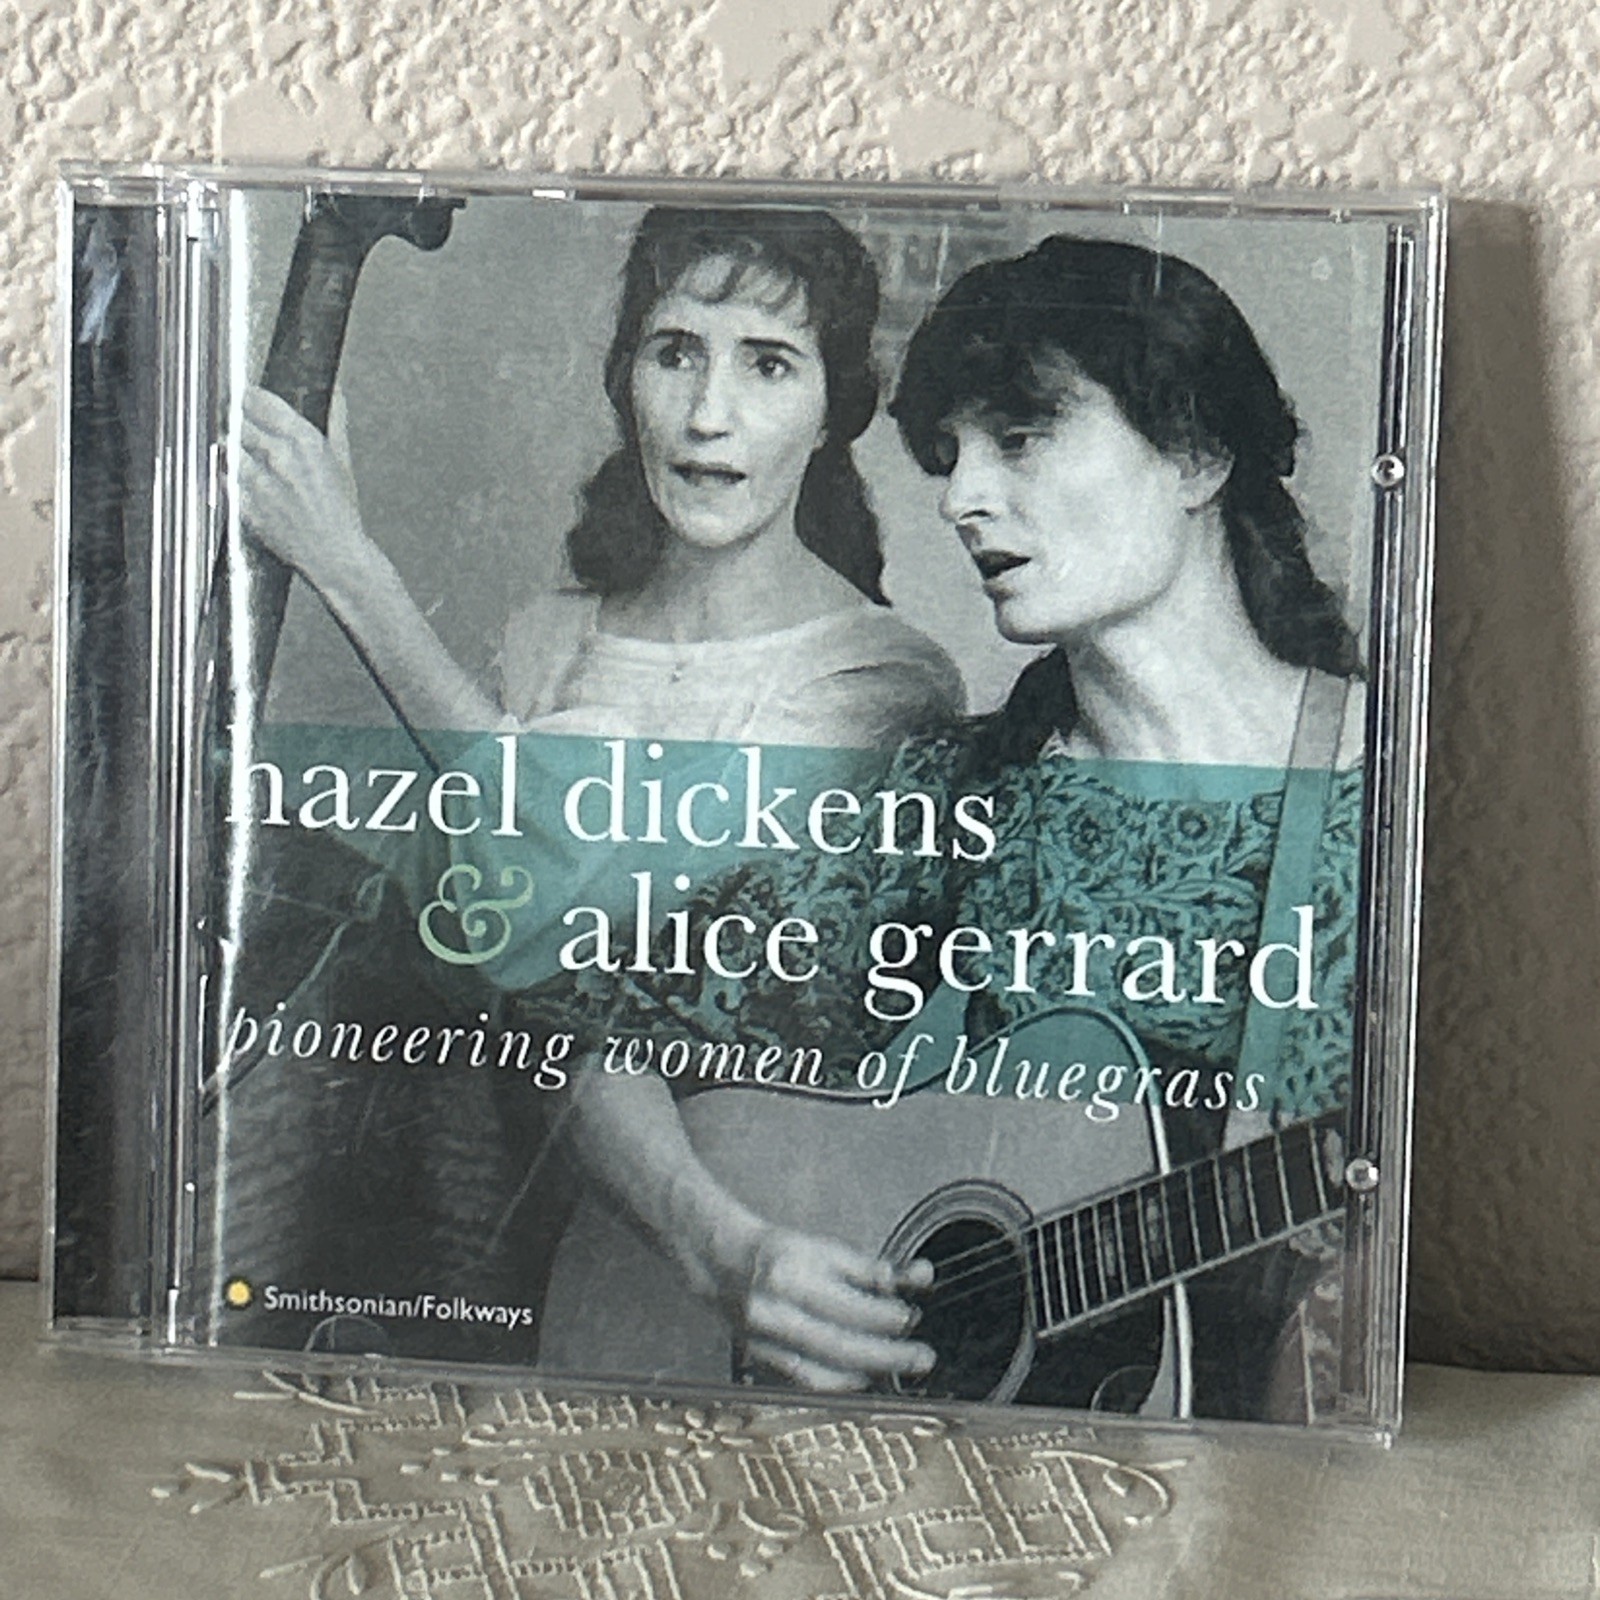 hazel dickens
& alice gerrard
pioneering women of bluegrass
Smithsonian/Folkways